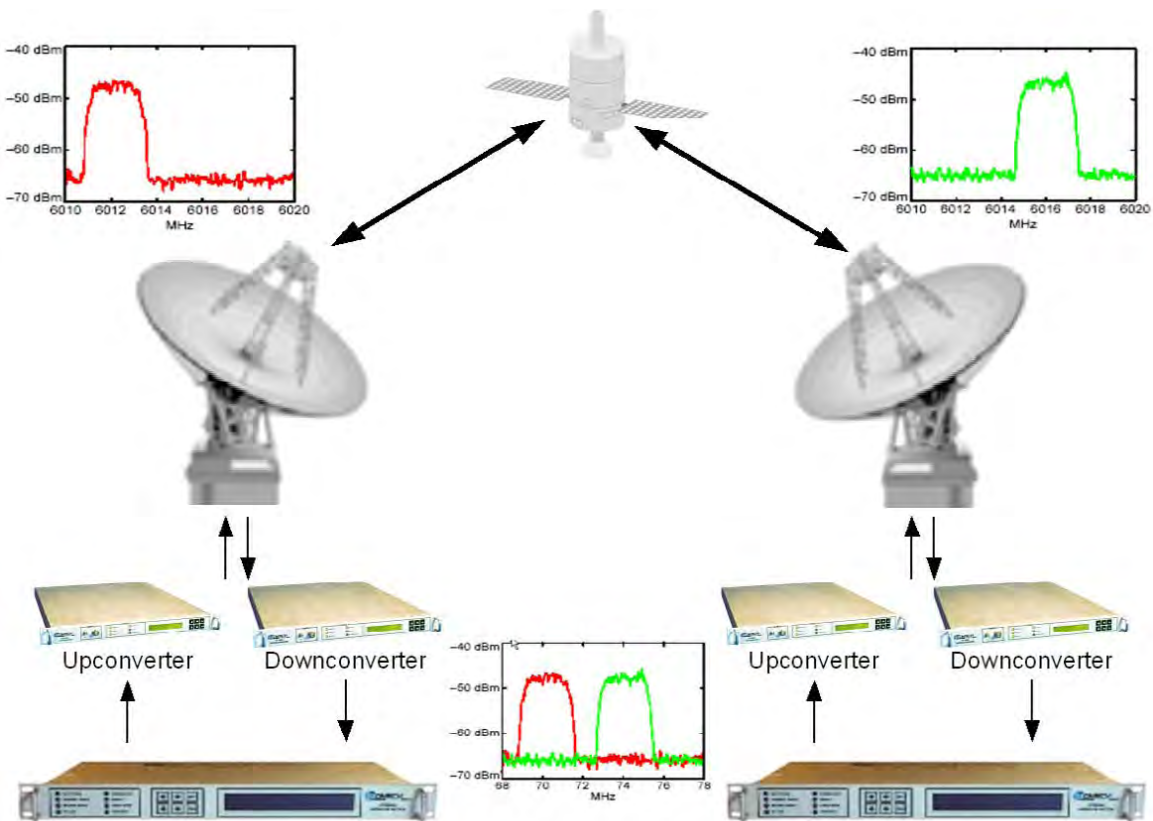 −40 dBm
−50 dBm
−60 dBm
−70 dBm
6010 6012 6014 6016 6018 6020
MHz
−40 dBm
−50 dBm
−60 dBm
−70 dBm
6010 6012 6014 6016 6018 6020
MHz
Upconverter
Downconverter
−40 dBm
−50 dBm
−60 dBm
−70 dBm
68 70 72 74 76 78
MHz
Upconverter
Downconverter